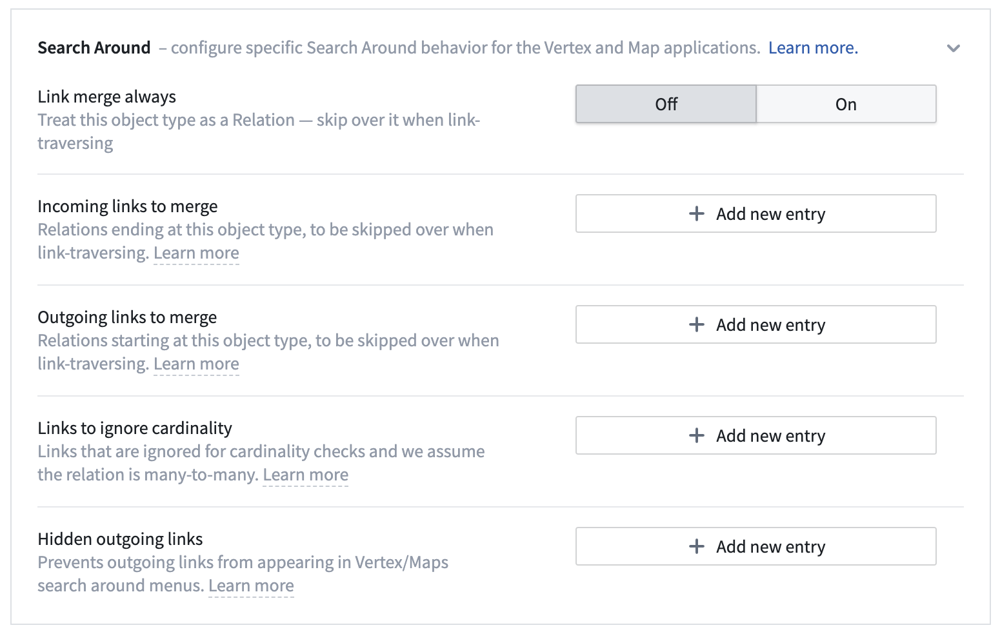 Search Around – configure specific Search Around behavior for the Vertex and Map applications. Learn more.
Link merge always
Treat this object type as a Relation — skip over it when link-
traversing
Off
On
Incoming links to merge
Relations ending at this object type, to be skipped over when
link-traversing. Learn more
Add new entry
Outgoing links to merge
Relations starting at this object type, to be skipped over when
link-traversing. Learn more
Add new entry
Links to ignore cardinality
Links that are ignored for cardinality checks and we assume
the relation is many-to-many. Learn more
Add new entry
Hidden outgoing links
Prevents outgoing links from appearing in Vertex/Maps
search around menus. Learn more
Add new entry